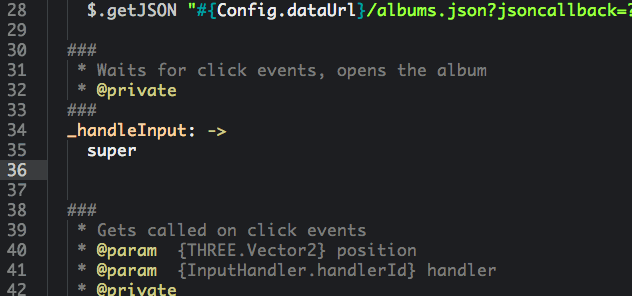 28 $.getJSON "#{Config.dataUrl}/albums.json?jsoncallback=?
29
30 ###
31 * Waits for click events, opens the album
32 * @private
33 ###
34 _handleInput: ->
35 super
36
37
38 ###
39 * Gets called on click events
40 * @param {THREE.Vector2} position
41 * @param {InputHandler.handlerId} handler
42 * @private